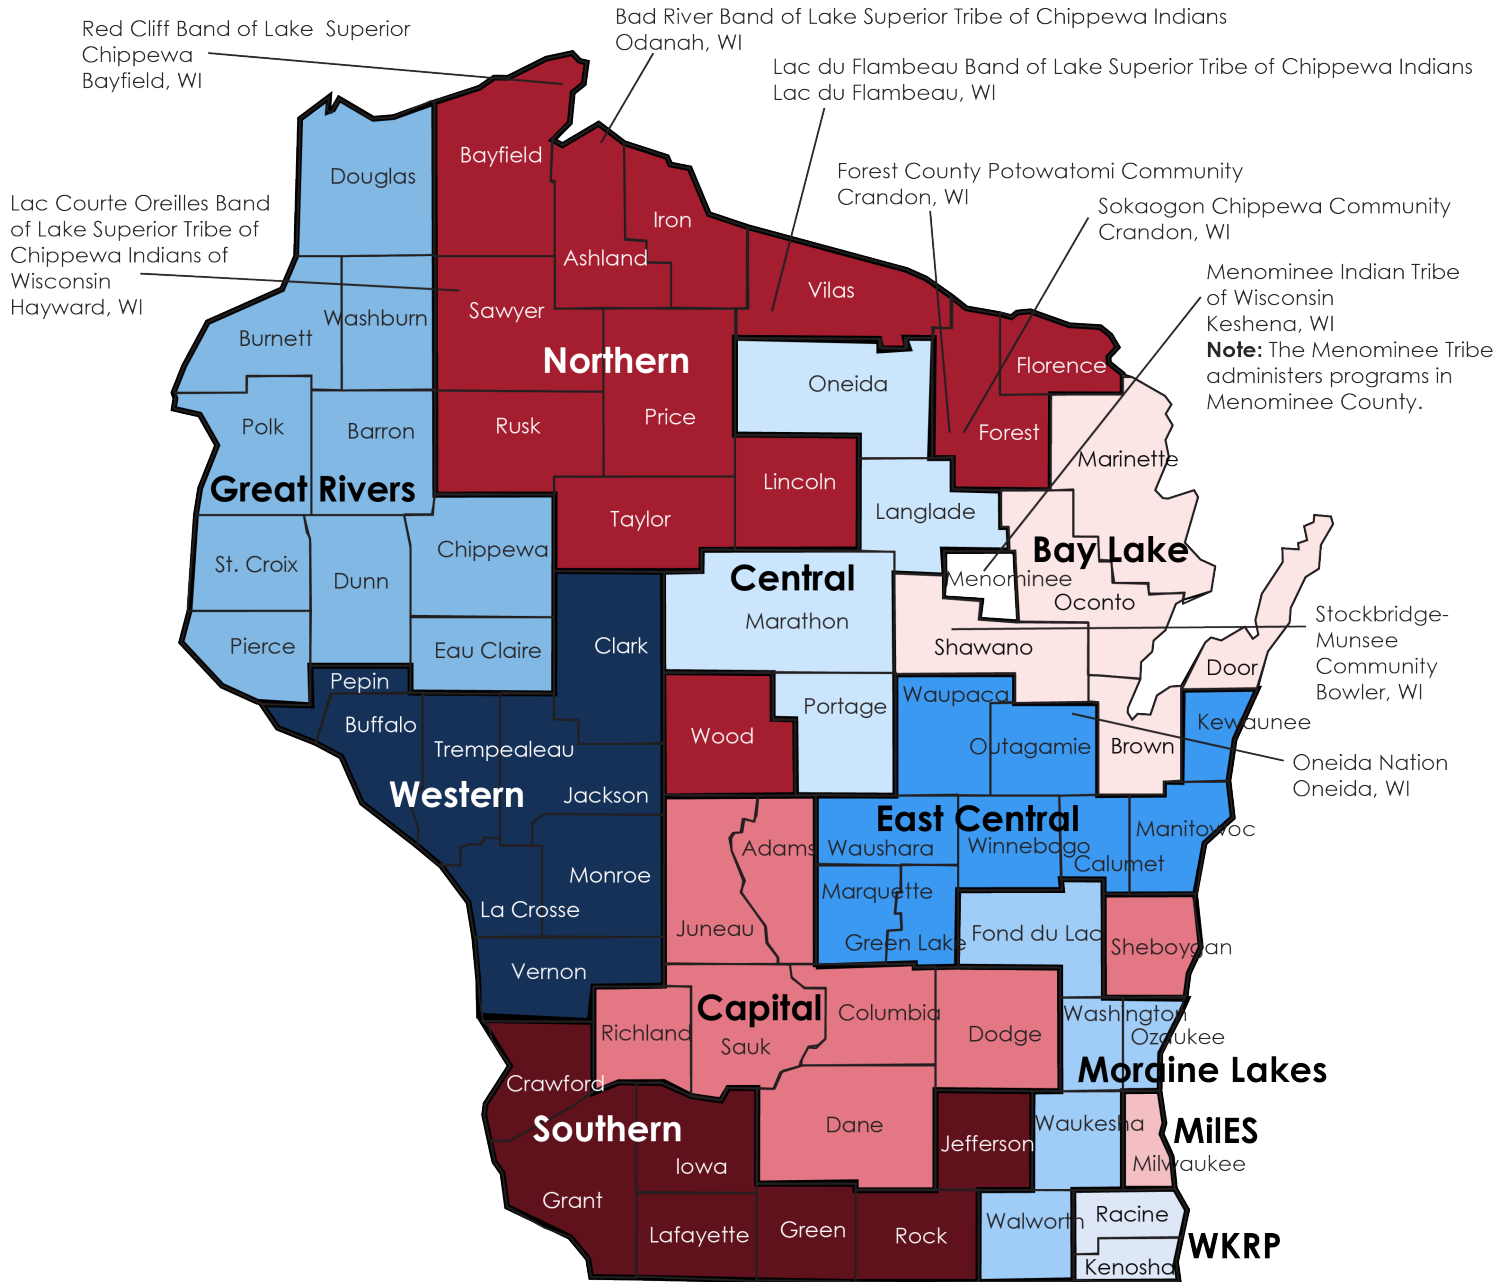 Red Cliff Band of Lake Superior
Chippewa
Bayfield, WI
Bad River Band of Lake Superior Tribe of Chippewa Indians
Odanah, WI
Lac du Flambeau Band of Lake Superior Tribe of Chippewa Indians
Lac du Flambeau, WI
Forest County Potowatomi Community
Crandon, WI
Sokaogon Chippewa Community
Crandon, WI
Lac Courte Oreilles Band
of Lake Superior Tribe of
Chippewa Indians of
Wisconsin
Hayward, WI
Menominee Indian Tribe
of Wisconsin
Keshena, WI
Note: The Menominee Tribe
administers programs in
Menominee County.
Stockbridge-
Munsee
Community
Bowler, WI
Oneida Nation
Oneida, WI
Bayfield
Douglas
Iron
Ashland
Vilas
Sawyer
Washburn
Burnett
Northern
Florence
Oneida
Price
Rusk
Polk
Barron
Forest
Marinette
Lincoln
Great Rivers
Langlade
Taylor
Chippewa
Bay Lake
St. Croix
Dunn
Central
Menominee
Oconto
Marathon
Pierce
Eau Claire
Clark
Shawano
Door
Pepin
Waupaca
Portage
Buffalo
Kewaunee
Wood
Trempealeau
Outagamie
Brown
Western
Jackson
East Central
Manitowoc
Adams
Waushara
Winnebago
Calumet
Monroe
Marquette
La Crosse
Juneau
Green Lake
Fond du Lac
Sheboygan
Vernon
Capital
Columbia
Washington
Richland
Sauk
Dodge
Ozaukee
Moraine Lakes
Crawford
Southern
Dane
Waukesha
MilES
Jefferson
Iowa
Milwaukee
Grant
Racine
Lafayette
Green
Rock
Walworth
WKRP
Kenosha